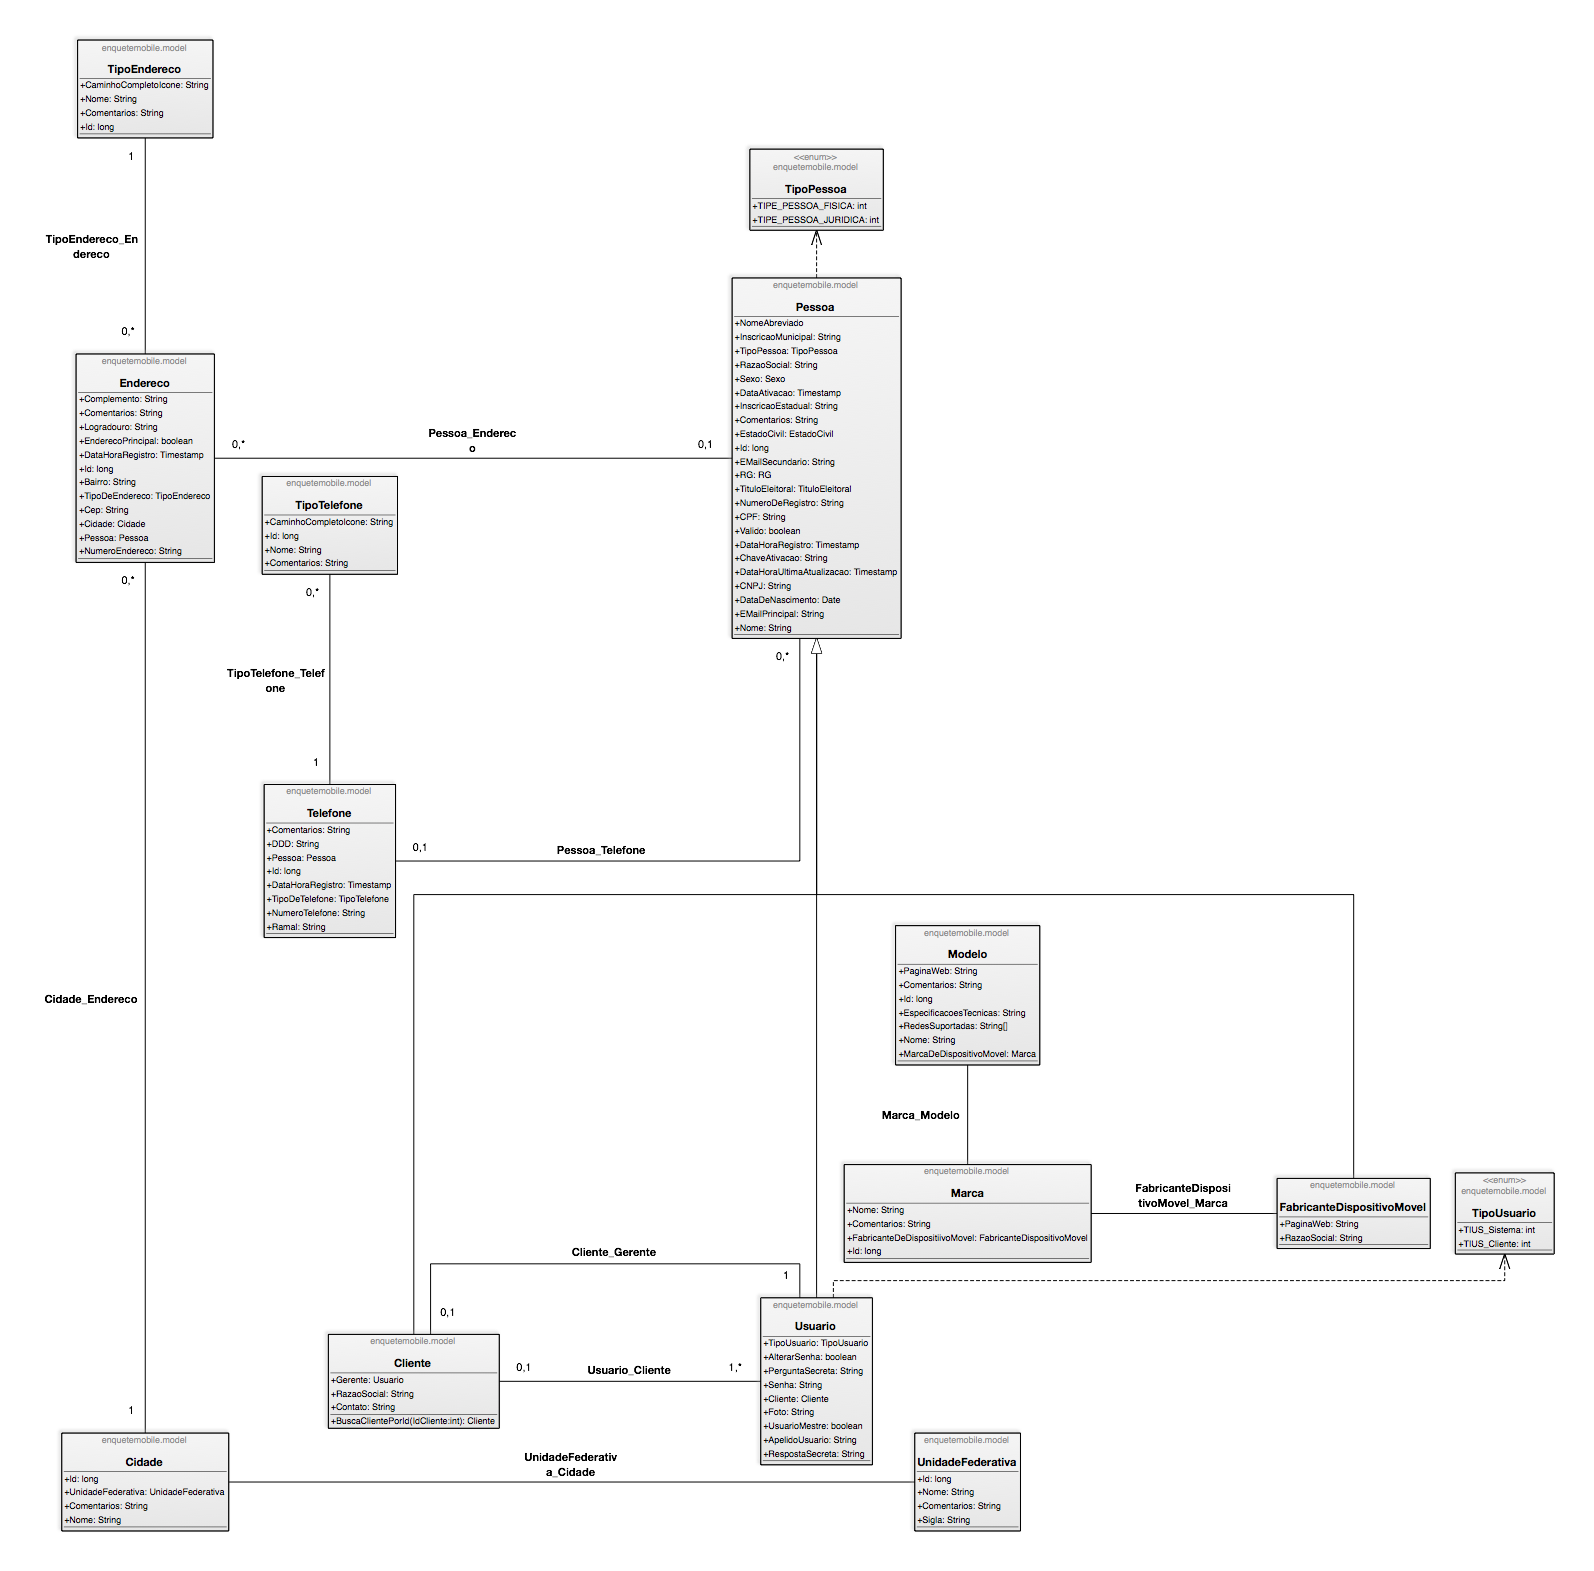 enquetemobile.model
TipoEndereco
+CaminhoCompletoIcone: String
+Nome: String
+Comentarios: String
+Id: long
1
TipoEndereco_En
dereco
0,*
<<enum>>
enquetemobile.model
TipoPessoa
+TIPE_PESSOA_FISICA: int
+TIPE_PESSOA_JURIDICA: int
enquetemobile.model
Pessoa
+NomeAbreviado
+InscricaoMunicipal: String
+TipoPessoa: TipoPessoa
+RazaoSocial: String
+Sexo: Sexo
+DataAtivacao: Timestamp
+InscricaoEstadual: String
+Comentarios: String
+EstadoCivil: EstadoCivil
+Id: long
+EMailSecundario: String
+RG: RG
+TituloEleitoral: TituloEleitoral
+NumeroDeRegistro: String
+CPF: String
+Valido: boolean
+DataHoraRegistro: Timestamp
+ChaveAtivacao: String
+DataHoraUltimaAtualizacao: Timestamp
+CNPJ: String
+DataDeNascimento: Date
+EMailPrincipal: String
+Nome: String
enquetemobile.model
Endereco
+Complemento: String
+Comentarios: String
+Logradouro: String
+EnderecoPrincipal: boolean
+DataHoraRegistro: Timestamp
+Id: long
+Bairro: String
+TipoDeEndereco: TipoEndereco
+Cep: String
+Cidade: Cidade
+Pessoa: Pessoa
+NumeroEndereco: String
0,*
Pessoa_Enderec
o
0,1
0,*
enquetemobile.model
TipoTelefone
+CaminhoCompletoIcone: String
+Id: long
+Nome: String
+Comentarios: String
0,*
TipoTelefone_Telef
one
1
0,*
enquetemobile.model
Telefone
+Comentarios: String
+DDD: String
+Pessoa: Pessoa
+Id: long
+DataHoraRegistro: Timestamp
+TipoDeTelefone: TipoTelefone
+NumeroTelefone: String
+Ramal: String
0,1
Pessoa_Telefone
Cidade_Endereco
enquetemobile.model
Modelo
+PaginaWeb: String
+Comentarios: String
+Id: long
+EspecificacoesTecnicas: String
+RedesSuportadas: String[]
+Nome: String
+MarcaDeDispositivoMovel: Marca
Marca_Modelo
enquetemobile.model
Marca
+Nome: String
+Comentarios: String
+FabricanteDeDispositiivoMovel: FabricanteDispositivoMovel
+Id: long
FabricanteDisposi
tivoMovel_Marca
enquetemobile.model
FabricanteDispositivoMovel
+PaginaWeb: String
+RazaoSocial: String
<<enum>>
enquetemobile.model
TipoUsuario
+TIUS_Sistema: int
+TIUS_Cliente: int
Cliente_Gerente
1
0,1
enquetemobile.model
Cliente
+Gerente: Usuario
+RazaoSocial: String
+Contato: String
+BuscaClientePorId(IdCliente:int): Cliente
0,1
Usuario_Cliente
1,*
enquetemobile.model
Usuario
+TipoUsuario: TipoUsuario
+AlterarSenha: boolean
+PerguntaSecreta: String
+Senha: String
+Cliente: Cliente
+Foto: String
+UsuarioMestre: boolean
+ApelidoUsuario: String
+RespostaSecreta: String
1
enquetemobile.model
Cidade
+Id: long
+UnidadeFederativa: UnidadeFederativa
+Comentarios: String
+Nome: String
UnidadeFederativ
a_Cidade
enquetemobile.model
UnidadeFederativa
+Id: long
+Nome: String
+Comentarios: String
+Sigla: String